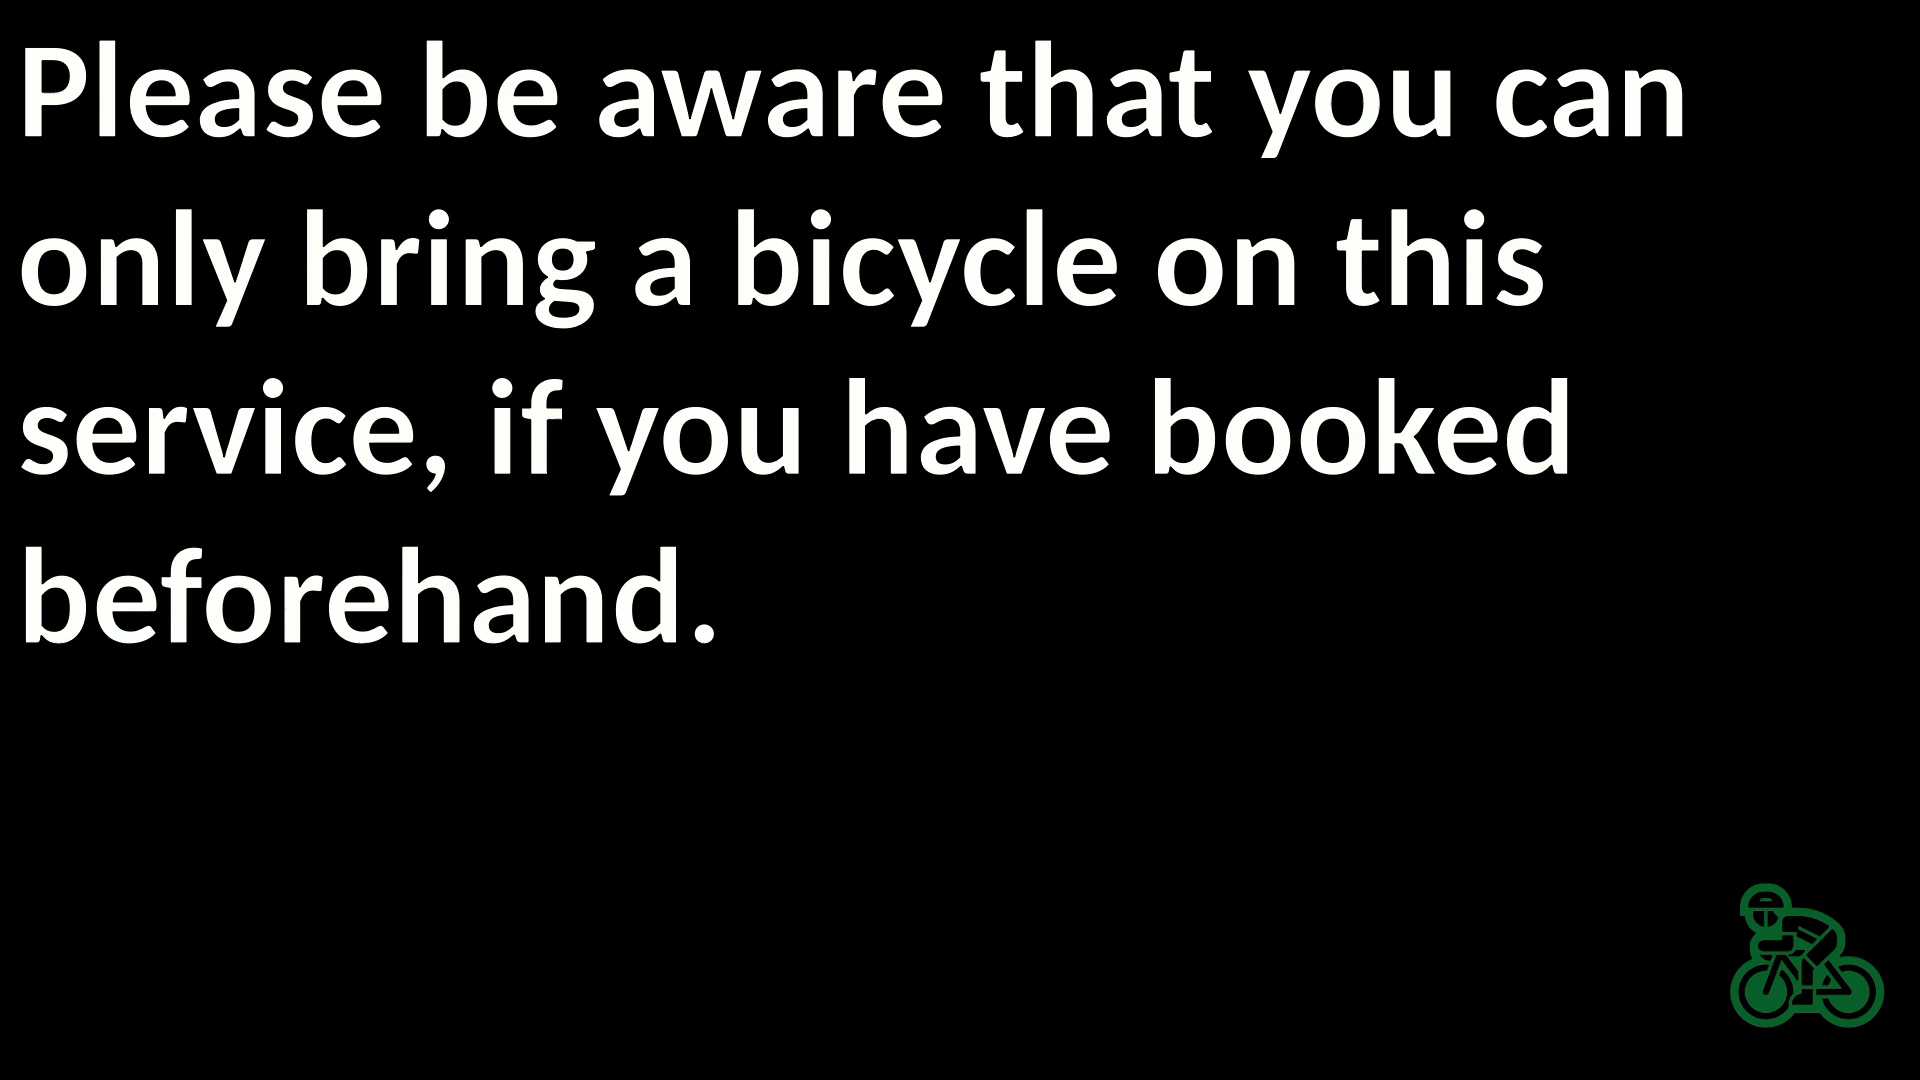 Please be aware that you can
only bring a bicycle on this
service, if you have booked
beforehand.